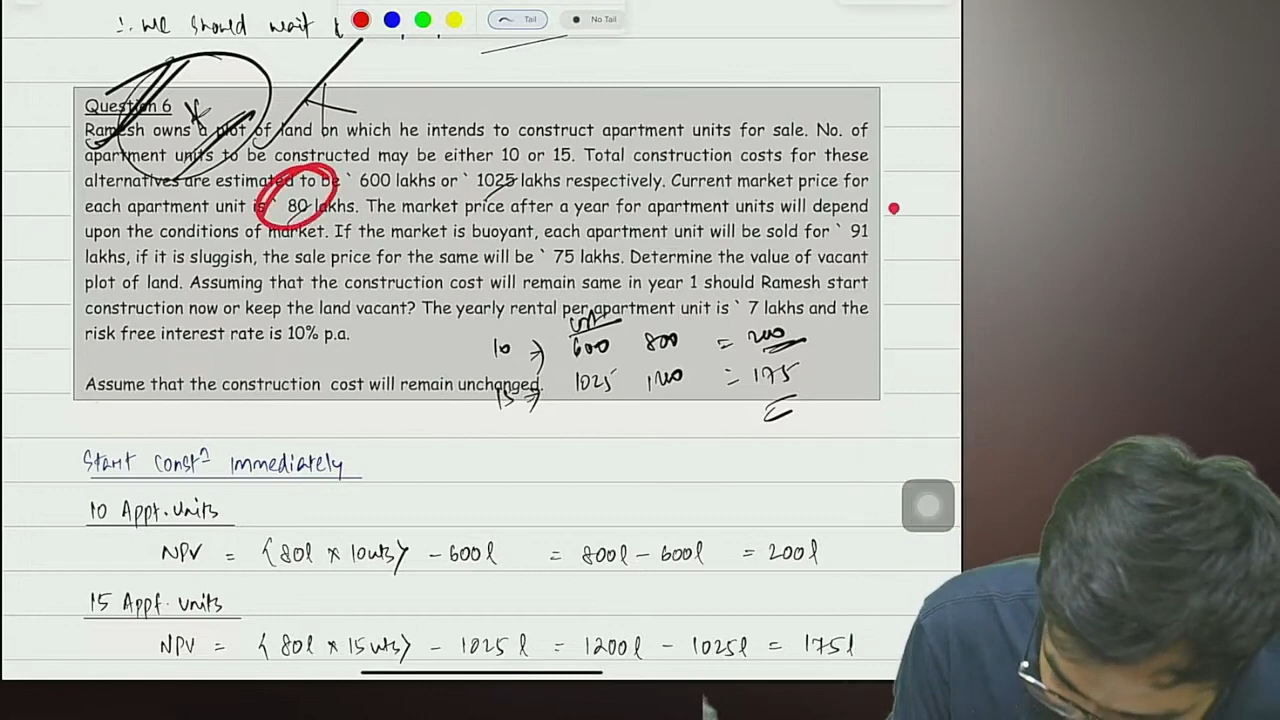 ∴ we should wait
Tail
No Tail
Question 6
Ramesh owns a plot of land on which he intends to construct apartment units for sale. No. of
apartment units to be constructed may be either 10 or 15. Total construction costs for these
alternatives are estimated to be ` 600 lakhs or ` 1025 lakhs respectively. Current market price for
each apartment unit is ` 80 lakhs. The market price after a year for apartment units will depend
upon the conditions of market. If the market is buoyant, each apartment unit will be sold for ` 91
lakhs, if it is sluggish, the sale price for the same will be ` 75 lakhs. Determine the value of vacant
plot of land. Assuming that the construction cost will remain same in year 1 should Ramesh start
construction now or keep the land vacant? The yearly rental per apartment unit is ` 7 lakhs and the
risk free interest rate is 10% p.a.
10 → 600 800 = 200
Assume that the construction cost will remain unchanged.
15 → 1025 1200 = 175
Start Constⁿ immediately
10 Appt. Units
NPV = {80l × 10uts} - 600l = 800l - 600l = 200l
15 Appt. Units
NPV = {80l × 15uts} - 1025l = 1200l - 1025l = 175l